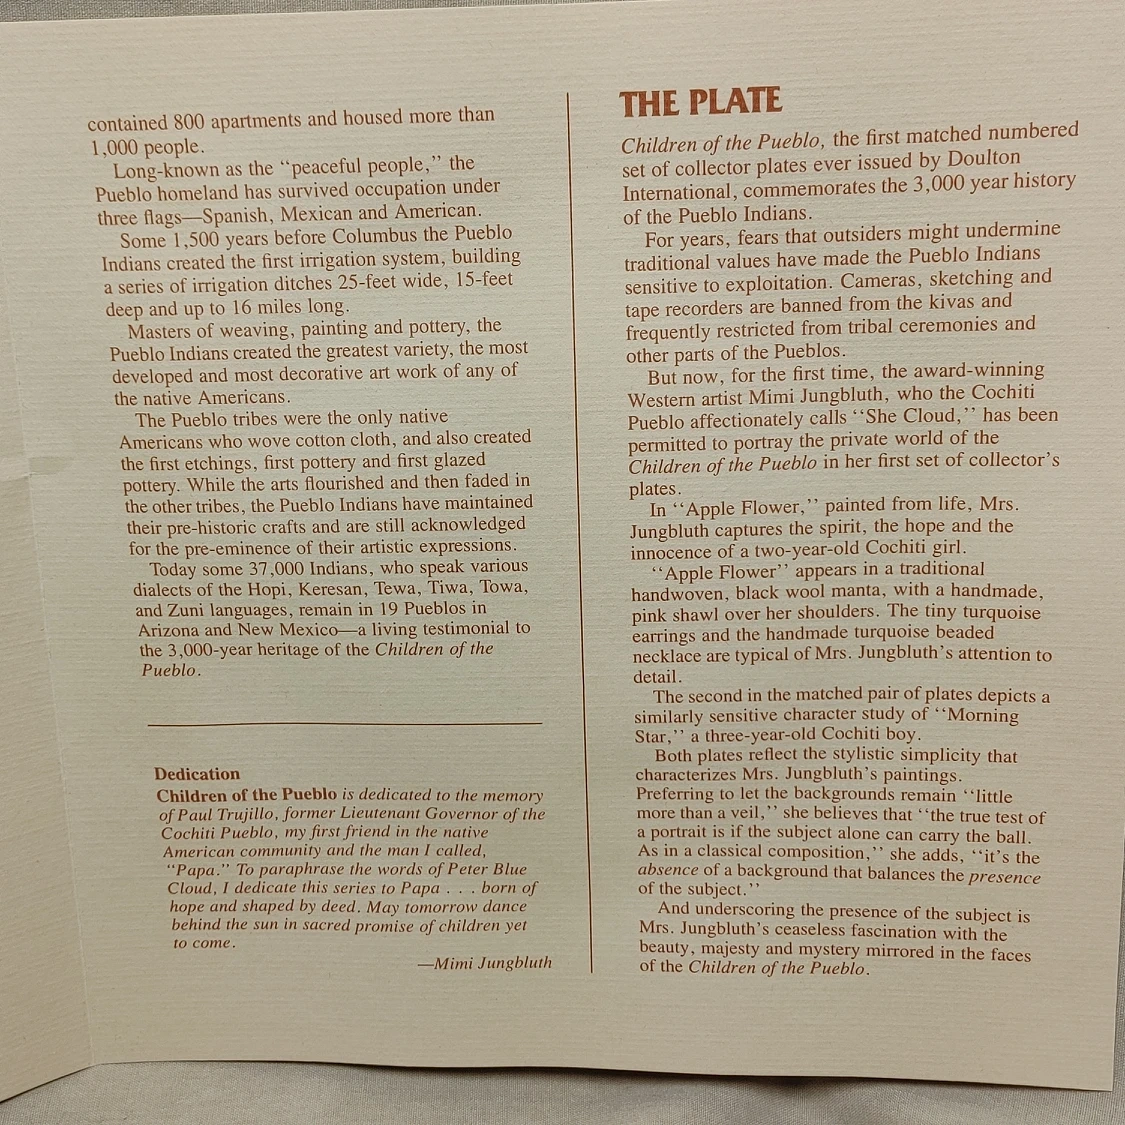 contained 800 apartments and housed more than
1,000 people.
Long-known as the “peaceful people,” the
Pueblo homeland has survived occupation under
three flags—Spanish, Mexican and American.
Some 1,500 years before Columbus the Pueblo
Indians created the first irrigation system, building
a series of irrigation ditches 25-feet wide, 15-feet
deep and up to 16 miles long.
Masters of weaving, painting and pottery, the
Pueblo Indians created the greatest variety, the most
developed and most decorative art work of any of
the native Americans.
The Pueblo tribes were the only native
Americans who wove cotton cloth, and also created
the first etchings, first pottery and first glazed
pottery. While the arts flourished and then faded in
the other tribes, the Pueblo Indians have maintained
their pre-historic crafts and are still acknowledged
for the pre-eminence of their artistic expressions.
Today some 37,000 Indians, who speak various
dialects of the Hopi, Keresan, Tewa, Tiwa, Towa,
and Zuni languages, remain in 19 Pueblos in
Arizona and New Mexico—a living testimonial to
the 3,000-year heritage of the Children of the
Pueblo.
Dedication
Children of the Pueblo is dedicated to the memory
of Paul Trujillo, former Lieutenant Governor of the
Cochiti Pueblo, my first friend in the native
American community and the man I called,
“Papa.” To paraphrase the words of Peter Blue
Cloud, I dedicate this series to Papa . . . born of
hope and shaped by deed. May tomorrow dance
behind the sun in sacred promise of children yet
to come.
—Mimi Jungbluth
THE PLATE
Children of the Pueblo, the first matched numbered
set of collector plates ever issued by Doulton
International, commemorates the 3,000 year history
of the Pueblo Indians.
For years, fears that outsiders might undermine
traditional values have made the Pueblo Indians
sensitive to exploitation. Cameras, sketching and
tape recorders are banned from the kivas and
frequently restricted from tribal ceremonies and
other parts of the Pueblos.
But now, for the first time, the award-winning
Western artist Mimi Jungbluth, who the Cochiti
Pueblo affectionately calls “She Cloud,” has been
permitted to portray the private world of the
Children of the Pueblo in her first set of collector’s
plates.
In “Apple Flower,” painted from life, Mrs.
Jungbluth captures the spirit, the hope and the
innocence of a two-year-old Cochiti girl.
“Apple Flower” appears in a traditional
handwoven, black wool manta, with a handmade,
pink shawl over her shoulders. The tiny turquoise
earrings and the handmade turquoise beaded
necklace are typical of Mrs. Jungbluth’s attention to
detail.
The second in the matched pair of plates depicts a
similarly sensitive character study of “Morning
Star,” a three-year-old Cochiti boy.
Both plates reflect the stylistic simplicity that
characterizes Mrs. Jungbluth’s paintings.
Preferring to let the backgrounds remain “little
more than a veil,” she believes that “the true test of
a portrait is if the subject alone can carry the ball.
As in a classical composition,” she adds, “it’s the
absence of a background that balances the presence
of the subject.”
And underscoring the presence of the subject is
Mrs. Jungbluth’s ceaseless fascination with the
beauty, majesty and mystery mirrored in the faces
of the Children of the Pueblo.